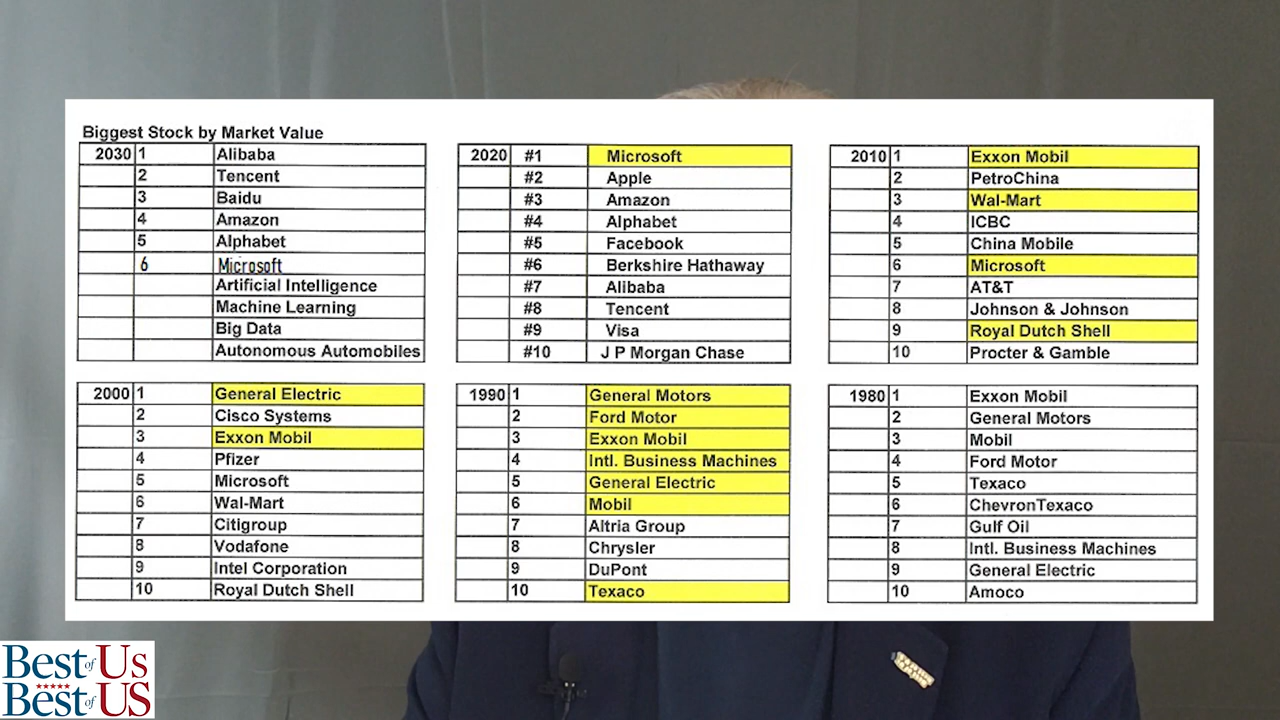 Biggest Stock by Market Value
2030 1 Alibaba
2 Tencent
3 Baidu
4 Amazon
5 Alphabet
6 Microsoft
Artificial Intelligence
Machine Learning
Big Data
Autonomous Automobiles
2020 #1 Microsoft
#2 Apple
#3 Amazon
#4 Alphabet
#5 Facebook
#6 Berkshire Hathaway
#7 Alibaba
#8 Tencent
#9 Visa
#10 J P Morgan Chase
2010 1 Exxon Mobil
2 PetroChina
3 Wal-Mart
4 ICBC
5 China Mobile
6 Microsoft
7 AT&T
8 Johnson & Johnson
9 Royal Dutch Shell
10 Procter & Gamble
2000 1 General Electric
2 Cisco Systems
3 Exxon Mobil
4 Pfizer
5 Microsoft
6 Wal-Mart
7 Citigroup
8 Vodafone
9 Intel Corporation
10 Royal Dutch Shell
1990 1 General Motors
2 Ford Motor
3 Exxon Mobil
4 Intl. Business Machines
5 General Electric
6 Mobil
7 Altria Group
8 Chrysler
9 DuPont
10 Texaco
1980 1 Exxon Mobil
2 General Motors
3 Mobil
4 Ford Motor
5 Texaco
6 ChevronTexaco
7 Gulf Oil
8 Intl. Business Machines
9 General Electric
10 Amoco
Best of Us
Best of US